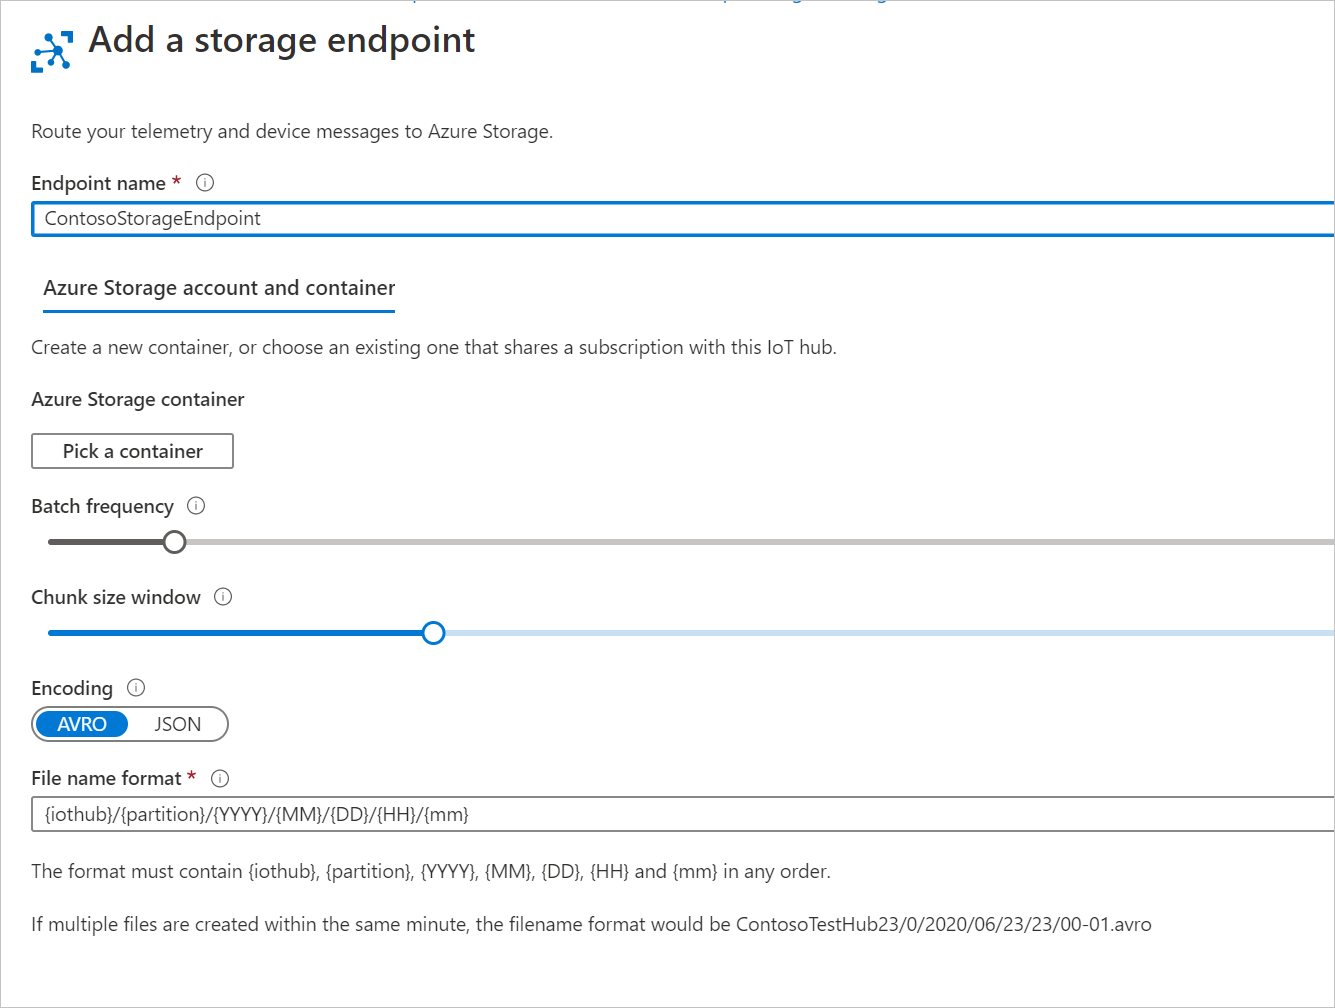 Add a storage endpoint
Route your telemetry and device messages to Azure Storage.
Endpoint name *
ContosoStorageEndpoint
Azure Storage account and container
Create a new container, or choose an existing one that shares a subscription with this IoT hub.
Azure Storage container
Pick a container
Batch frequency
Chunk size window
Encoding
AVRO JSON
File name format *
{iothub}/{partition}/{YYYY}/{MM}/{DD}/{HH}/{mm}
The format must contain {iothub}, {partition}, {YYYY}, {MM}, {DD}, {HH} and {mm} in any order.
If multiple files are created within the same minute, the filename format would be ContosoTestHub23/0/2020/06/23/23/00-01.avro